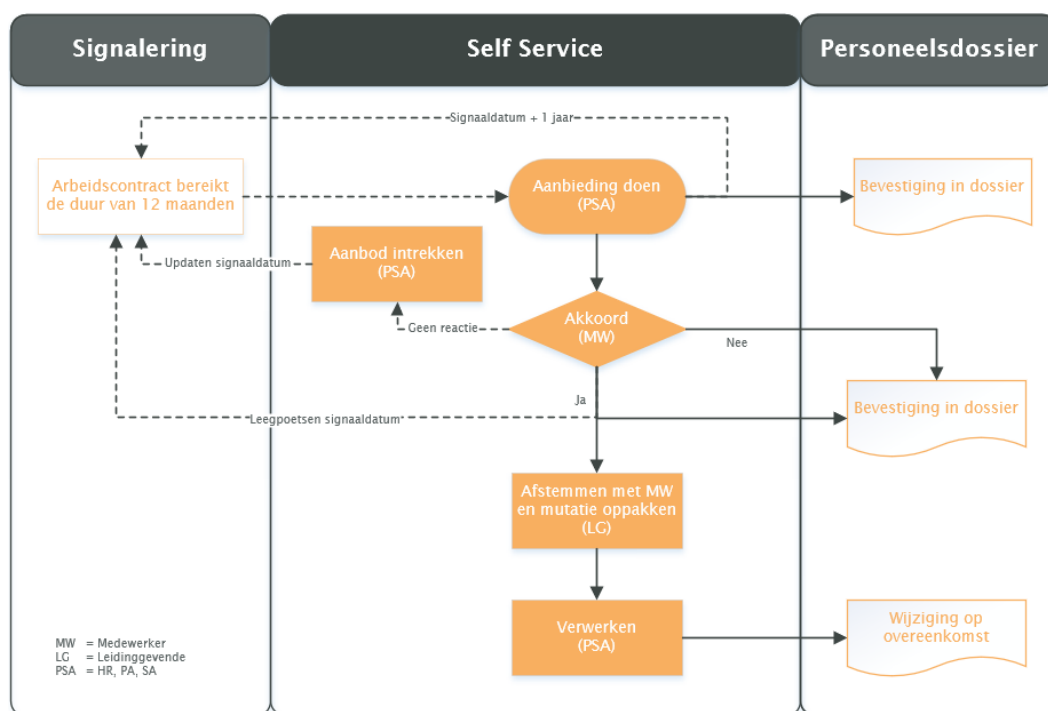 Signalering
Self Service
Personeelsdossier
Signaaldatum + 1 jaar
Arbeidscontract bereikt
de duur van 12 maanden
Aanbieding doen
(PSA)
Bevestiging in dossier
Aanbod intrekken
(PSA)
Updaten signaaldatum
Geen reactie
Akkoord
(MW)
Nee
Ja
Leegpoetsen signaaldatum
Bevestiging in dossier
Afstemmen met MW
en mutatie oppakken
(LG)
Verwerken
(PSA)
Wijziging op
overeenkomst
MW = Medewerker
LG = Leidinggevende
PSA = HR, PA, SA